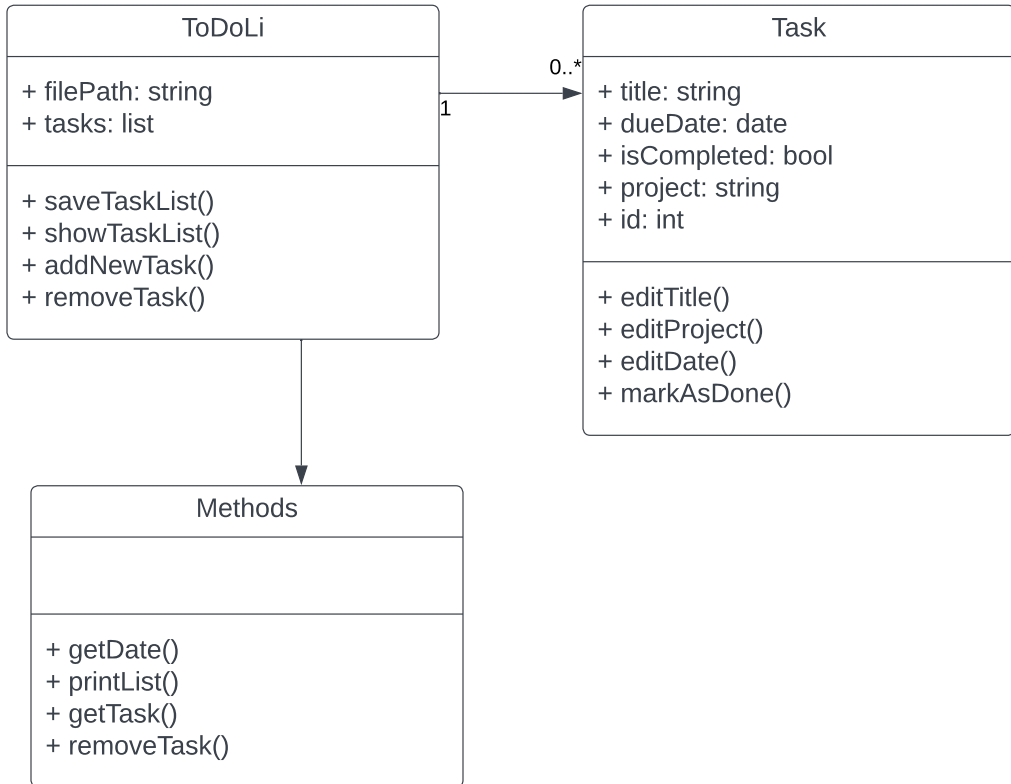 ToDoLi
+ filePath: string
+ tasks: list
+ saveTaskList()
+ showTaskList()
+ addNewTask()
+ removeTask()
1
0..*
Task
+ title: string
+ dueDate: date
+ isCompleted: bool
+ project: string
+ id: int
+ editTitle()
+ editProject()
+ editDate()
+ markAsDone()
Methods
+ getDate()
+ printList()
+ getTask()
+ removeTask()